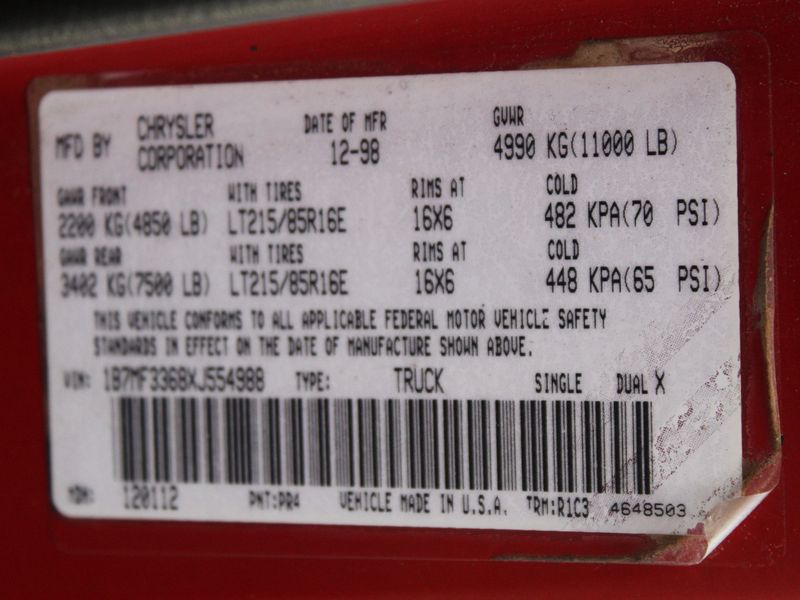 MFD BY CHRYSLER CORPORATION DATE OF MFR 12-98 GVWR 4990 KG(11000 LB)
GAWR FRONT WITH TIRES RIMS AT COLD
2200 KG(4850 LB) LT215/85R16E 16X6 482 KPA(70 PSI)
GAWR REAR WITH TIRES RIMS AT COLD
3402 KG(7500 LB) LT215/85R16E 16X6 448 KPA(65 PSI)
THIS VEHICLE CONFORMS TO ALL APPLICABLE FEDERAL MOTOR VEHICLE SAFETY
STANDARDS IN EFFECT ON THE DATE OF MANUFACTURE SHOWN ABOVE.
VIN: 1B7MF3368XJ554988 TYPE: TRUCK SINGLE DUAL X
MDH: 120112 PNT:PR4 VEHICLE MADE IN U.S.A. TRM:R1C3 4648503